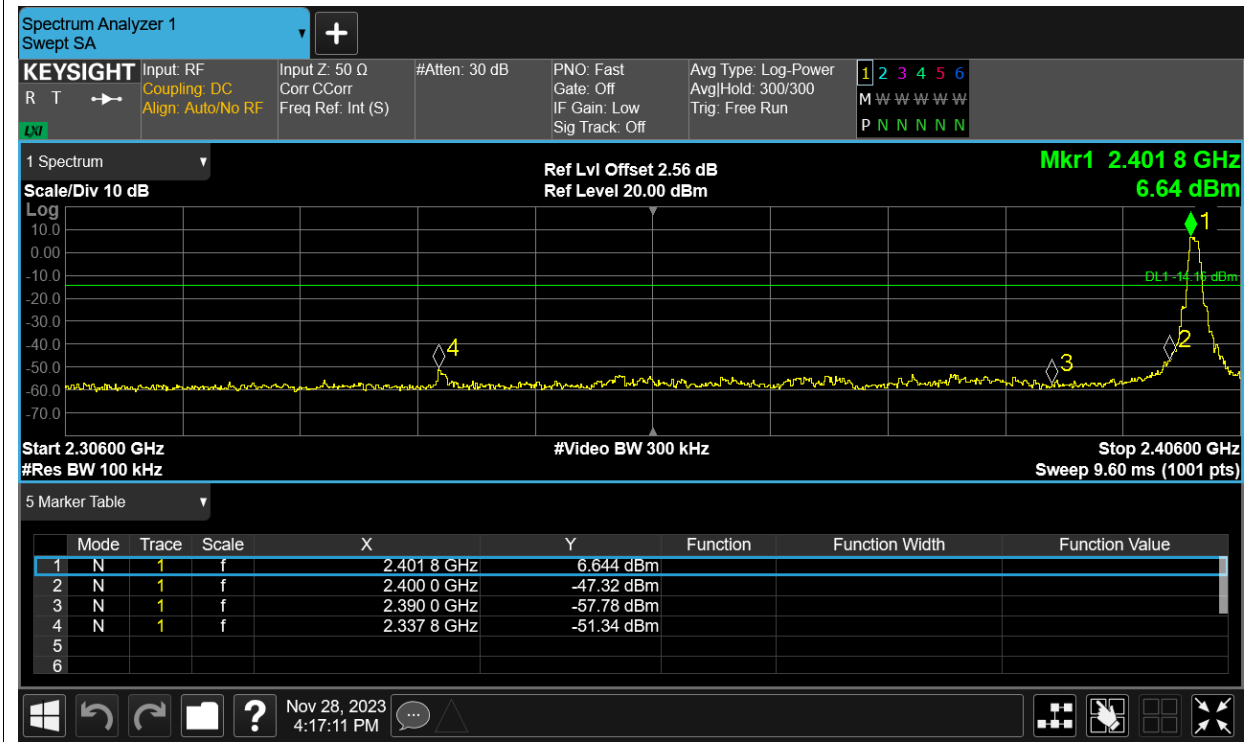 Spectrum Analyzer 1
Swept SA
+
KEYSIGHT Input: RF Input Z: 50 Ω #Atten: 30 dB PNO: Fast Avg Type: Log-Power 1 2 3 4 5 6
R T Coupling: DC Corr CCorr Gate: Off Avg|Hold: 300/300 M W W W W W
Align: Auto/No RF Freq Ref: Int (S) IF Gain: Low Trig: Free Run
LXI Sig Track: Off P N N N N N
1 Spectrum Ref Lvl Offset 2.56 dB Mkr1 2.401 8 GHz
Scale/Div 10 dB Ref Level 20.00 dBm 6.64 dBm
Log
10.0 1
0.00
-10.0 DL1 -14.16 dBm
-20.0
-30.0
-40.0 4 2
-50.0 3
-60.0
-70.0
Start 2.30600 GHz #Video BW 300 kHz Stop 2.40600 GHz
#Res BW 100 kHz Sweep 9.60 ms (1001 pts)
5 Marker Table
Mode Trace Scale X Y Function Function Width Function Value
1 N 1 f 2.401 8 GHz 6.644 dBm
2 N 1 f 2.400 0 GHz -47.32 dBm
3 N 1 f 2.390 0 GHz -57.78 dBm
4 N 1 f 2.337 8 GHz -51.34 dBm
5
6
? Nov 28, 2023
4:17:11 PM